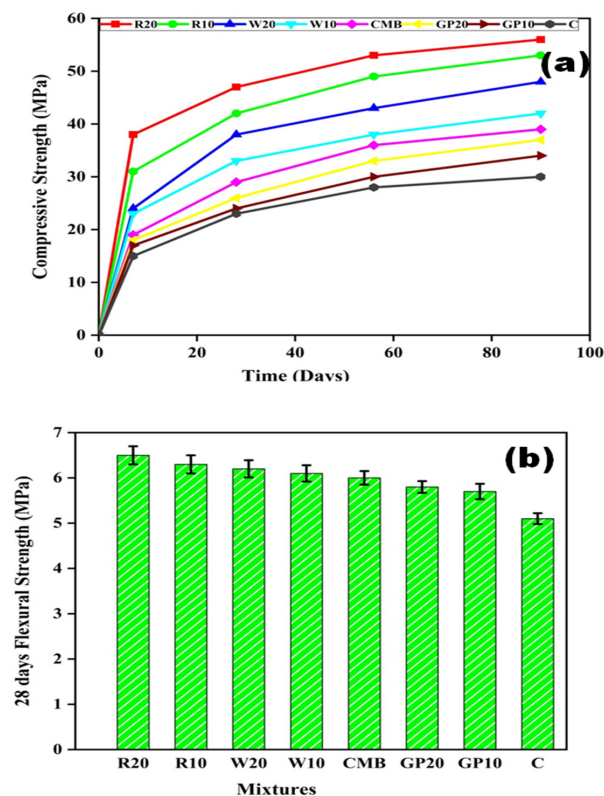 60
R20 R10 W20 W10 CMB GP20 GP10 C
(a)
50
40
30
20
10
0
Compressive Strength (MPa)
0 20 40 60 80 100
Time (Days)
7
(b)
6
5
4
3
2
1
0
28 days Flexural Strength (MPa)
R20 R10 W20 W10 CMB GP20 GP10 C
Mixtures